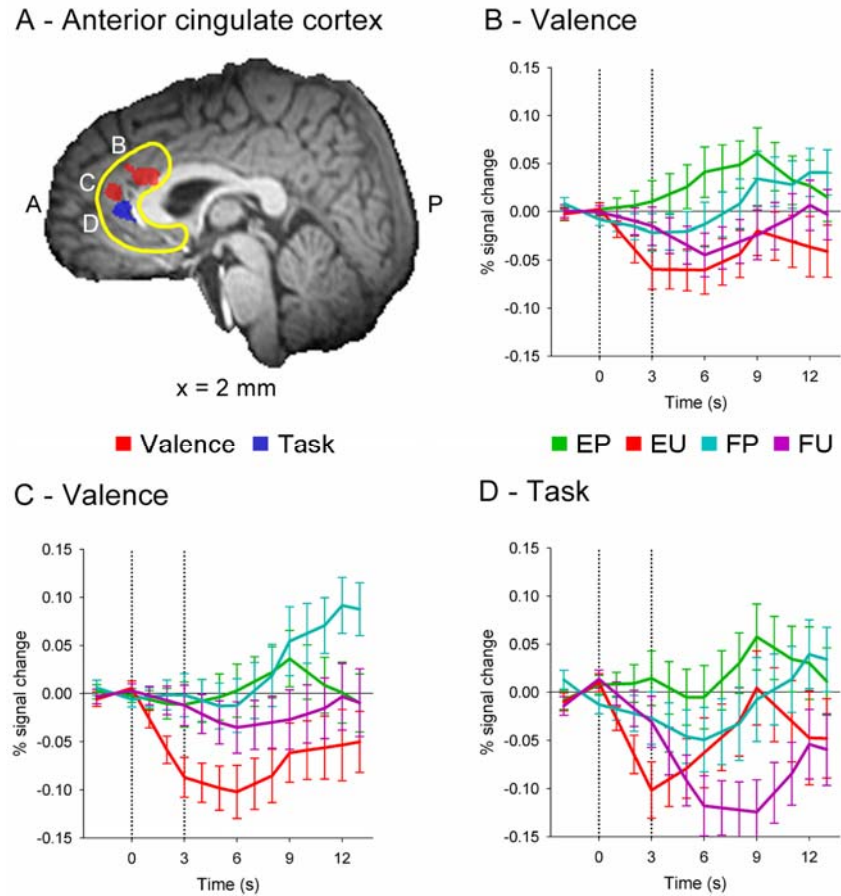 A - Anterior cingulate cortex
B
C
D
A
P
x = 2 mm
Valence Task
B - Valence
0.15
0.10
0.05
0.00
-0.05
-0.10
-0.15
% signal change
0 3 6 9 12
Time (s)
EP EU FP FU
C - Valence
0.15
0.10
0.05
0.00
-0.05
-0.10
-0.15
% signal change
0 3 6 9 12
Time (s)
D - Task
0.15
0.10
0.05
0.00
-0.05
-0.10
-0.15
% signal change
0 3 6 9 12
Time (s)